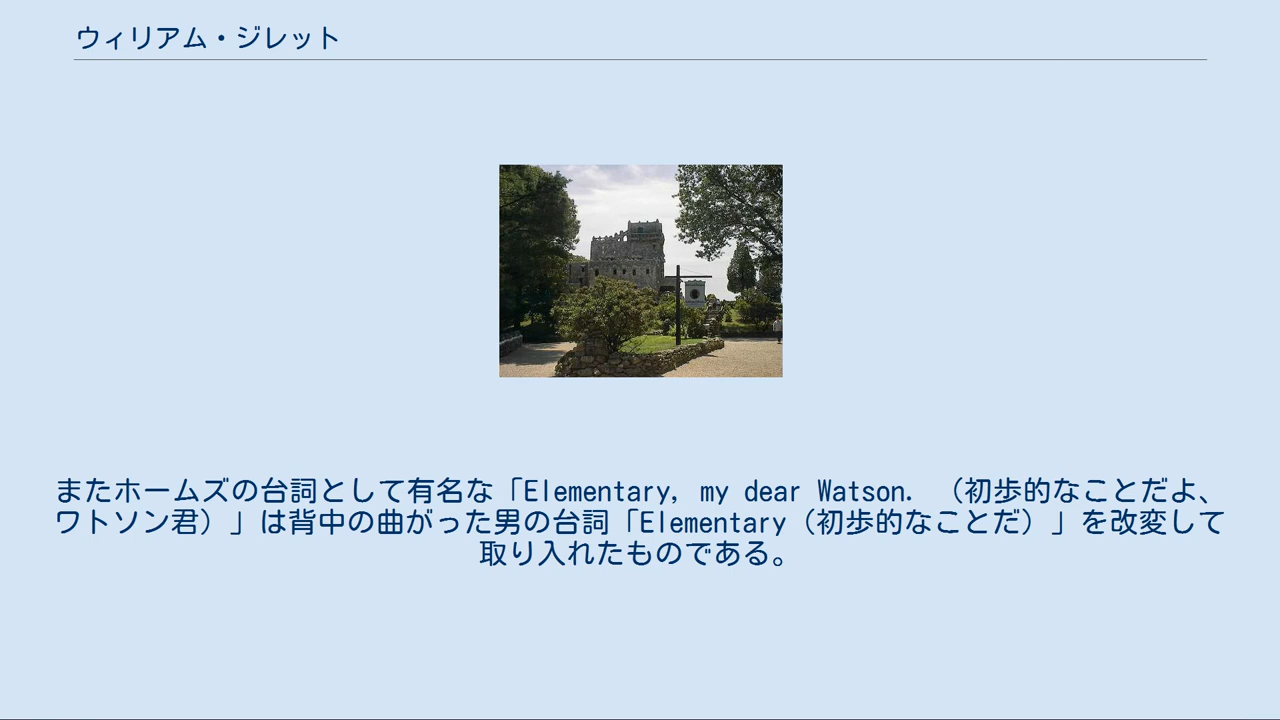 ウィリアム・ジレット
またホームズの台詞として有名な「Elementary, my dear Watson. （初歩的なことだよ、
ワトソン君）」は背中の曲がった男の台詞「Elementary（初歩的なことだ）」を改変して
取り入れたものである。